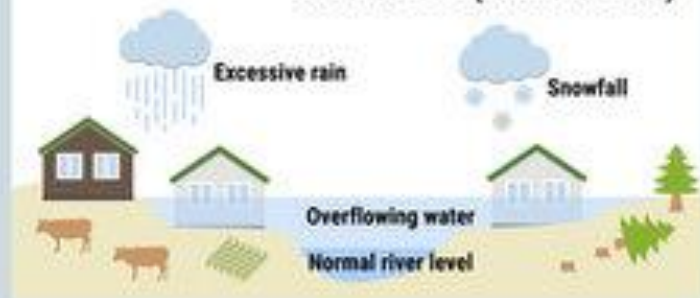 Excessive rain
Snowfall
Overflowing water
Normal river level